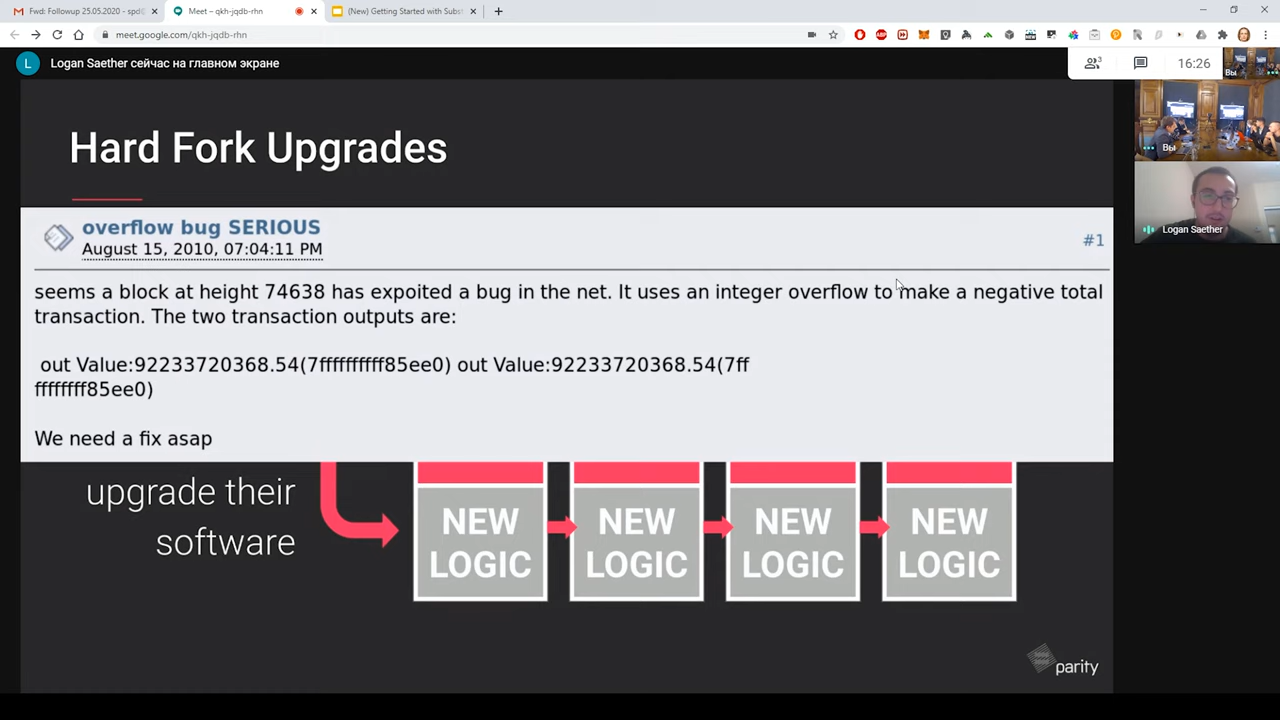 Fwd: Followup 25.05.2020 - spd@
Meet – qkh-jqdb-rhn
(New) Getting Started with Subst
meet.google.com/qkh-jqdb-rhn
L
Logan Saether сейчас на главном экране
3
16:26
Вы
Вы
Logan Saether
Hard Fork Upgrades
overflow bug SERIOUS
August 15, 2010, 07:04:11 PM
#1
seems a block at height 74638 has expoited a bug in the net. It uses an integer overflow to make a negative total
transaction. The two transaction outputs are:
out Value:92233720368.54(7ffffffffff85ee0) out Value:92233720368.54(7ff
ffffffff85ee0)
We need a fix asap
upgrade their
software
NEW
LOGIC
NEW
LOGIC
NEW
LOGIC
NEW
LOGIC
parity